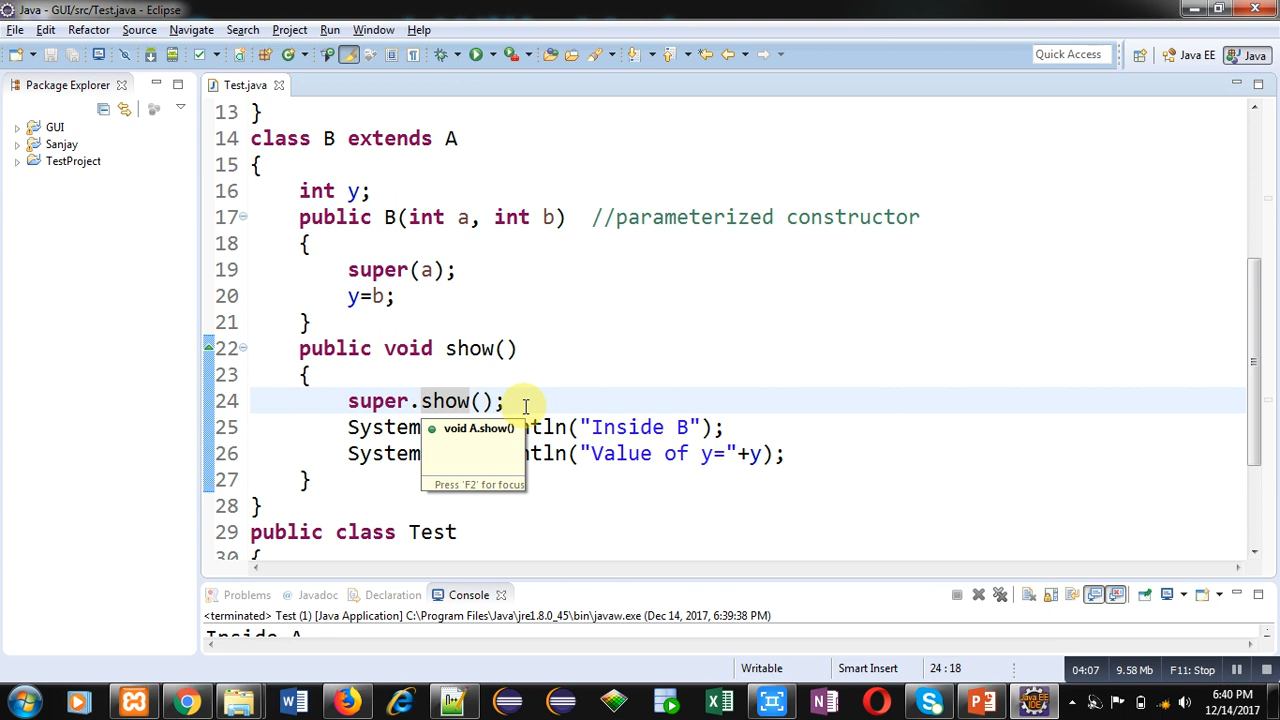 Java - GUI/src/Test.java - Eclipse
File Edit Refactor Source Navigate Search Project Run Window Help
Quick Access
Java EE
Java
Package Explorer
GUI
Sanjay
TestProject
Test.java
13 }
14 class B extends A
15 {
16 int y;
17 public B(int a, int b) //parameterized constructor
18 {
19 super(a);
20 y=b;
21 }
22 public void show()
23 {
24 super.show();
25 System tln("Inside B");
26 System tln("Value of y="+y);
27 }
28 }
29 public class Test
30 {
void A.show()
Press 'F2' for focus
Problems Javadoc Declaration Console
<terminated> Test (1) [Java Application] C:\Program Files\Java\jre1.8.0_45\bin\javaw.exe (Dec 14, 2017, 6:39:38 PM)
Inside A
Writable Smart Insert 24 : 18
04:07 9.58 Mb F11: Stop
6:40 PM
12/14/2017